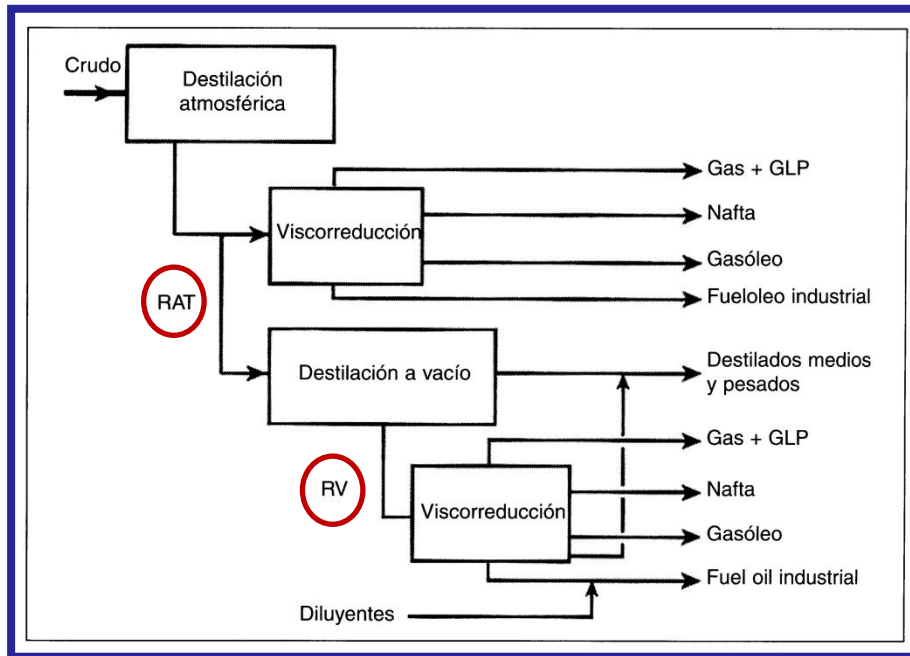 Crudo
Destilación
atmosférica
Gas + GLP
Viscorreducción
Nafta
Gasóleo
Fueloleo industrial
RAT
Destilación a vacío
Destilados medios
y pesados
Gas + GLP
RV
Viscorreducción
Nafta
Gasóleo
Fuel oil industrial
Diluyentes